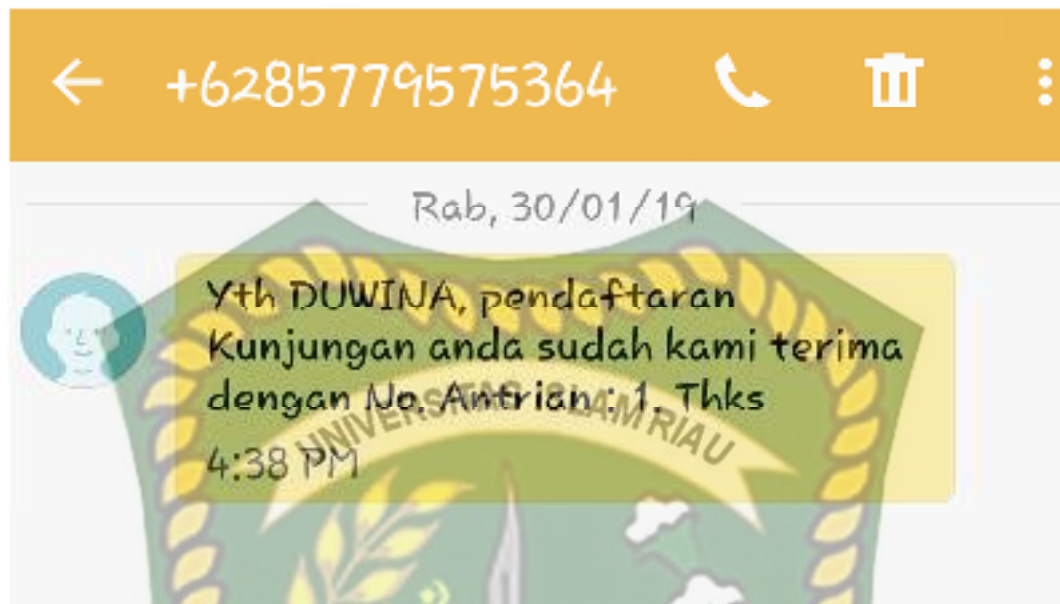 +6285779575364
Rab, 30/01/19
Yth DUWINA, pendaftaran
Kunjungan anda sudah kami terima
dengan No. Antrian : 1. Thks
UNIVERSITAS ISLAM RIAU
4:38 PM